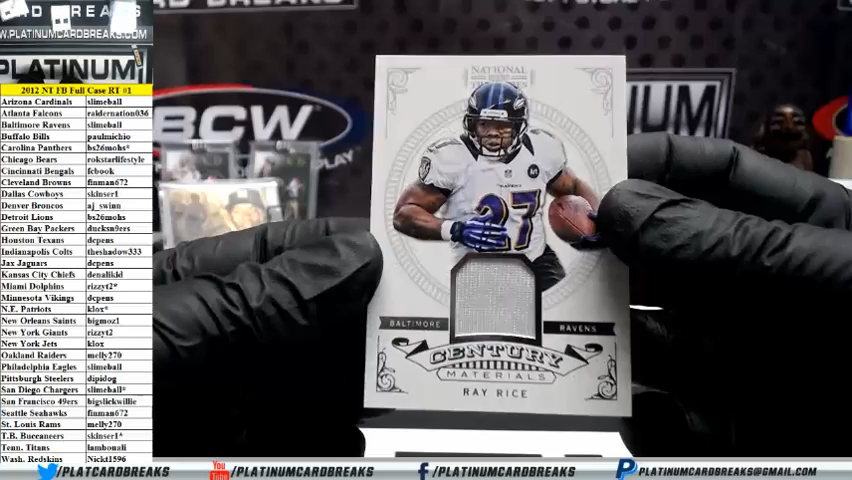 CARD BREAKS
WWW.PLATINUMCARDBREAKS.COM
PLATINUM
2012 NT FB Full Case RT #1
Arizona Cardinals slimeball
Atlanta Falcons raidernation036
Baltimore Ravens slimeball
Buffalo Bills paulmichio
Carolina Panthers bs26mohs*
Chicago Bears rokstarlifestyle
Cincinnati Bengals fcbook
Cleveland Browns finman672
Dallas Cowboys skinser1
Denver Broncos aj_swinn
Detroit Lions bs26mohs
Green Bay Packers ducksn9ers
Houston Texans dcpens
Indianapolis Colts theshadow333
Jax Jaguars dcpens
Kansas City Chiefs denalikid
Miami Dolphins rizzyt2*
Minnesota Vikings dcpens
N.E. Patriots klox*
New Orleans Saints bigmoz1
New York Giants rizzyt2
New York Jets klox
Oakland Raiders melly270
Philadelphia Eagles slimeball
Pittsburgh Steelers dipidog
San Diego Chargers slimeball*
San Francisco 49ers bigslickwillie
Seattle Seahawks finman672
St. Louis Rams melly270
T.B. Buccaneers skinser1*
Tenn. Titans iambonali
Wash. Redskins Nickt1596
BCW
NATIONAL
27
BALTIMORE RAVENS
CENTURY
MATERIALS
RAY RICE
/PLATCARDBREAKS
You Tube /PLATINUMCARDBREAKS
/PLATINUMCARDBREAKS
PLATINUMCARDBREAKS@GMAIL.COM